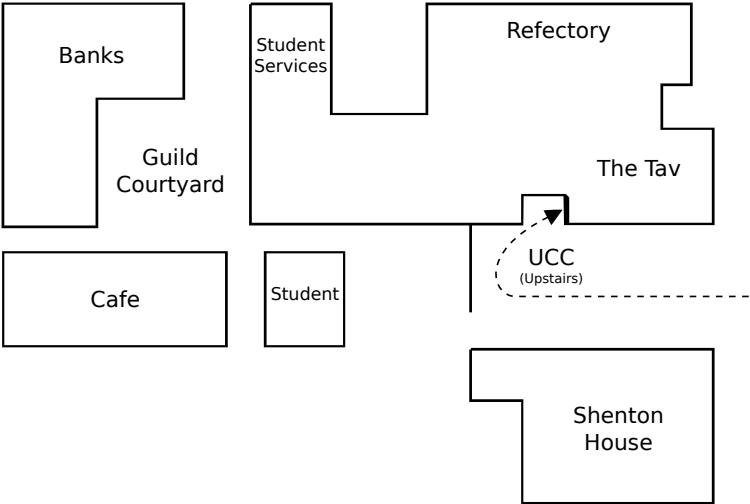 Banks
Student
Services
Refectory
Guild
Courtyard
The Tav
UCC
(Upstairs)
Cafe
Student
Shenton
House